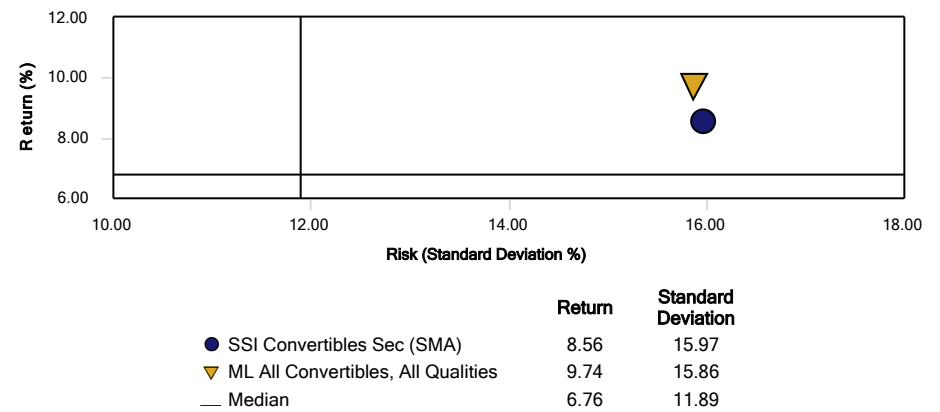 12.00
10.00
8.00
6.00
Return (%)
10.00 12.00 14.00 16.00 18.00
Risk (Standard Deviation %)
Return Standard Deviation
SSI Convertibles Sec (SMA) 8.56 15.97
ML All Convertibles, All Qualities 9.74 15.86
Median 6.76 11.89